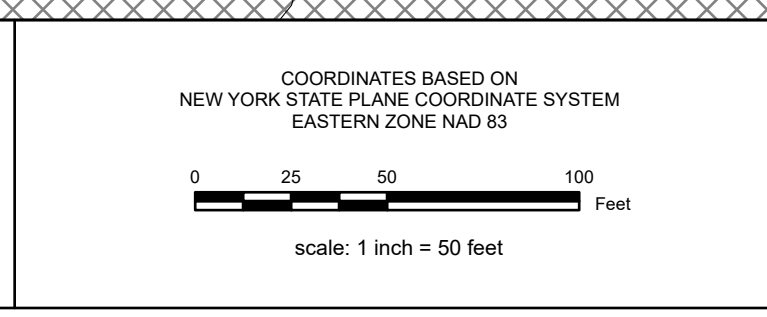 COORDINATES BASED ON
NEW YORK STATE PLANE COORDINATE SYSTEM
EASTERN ZONE NAD 83
0 25 50 100
Feet
scale: 1 inch = 50 feet